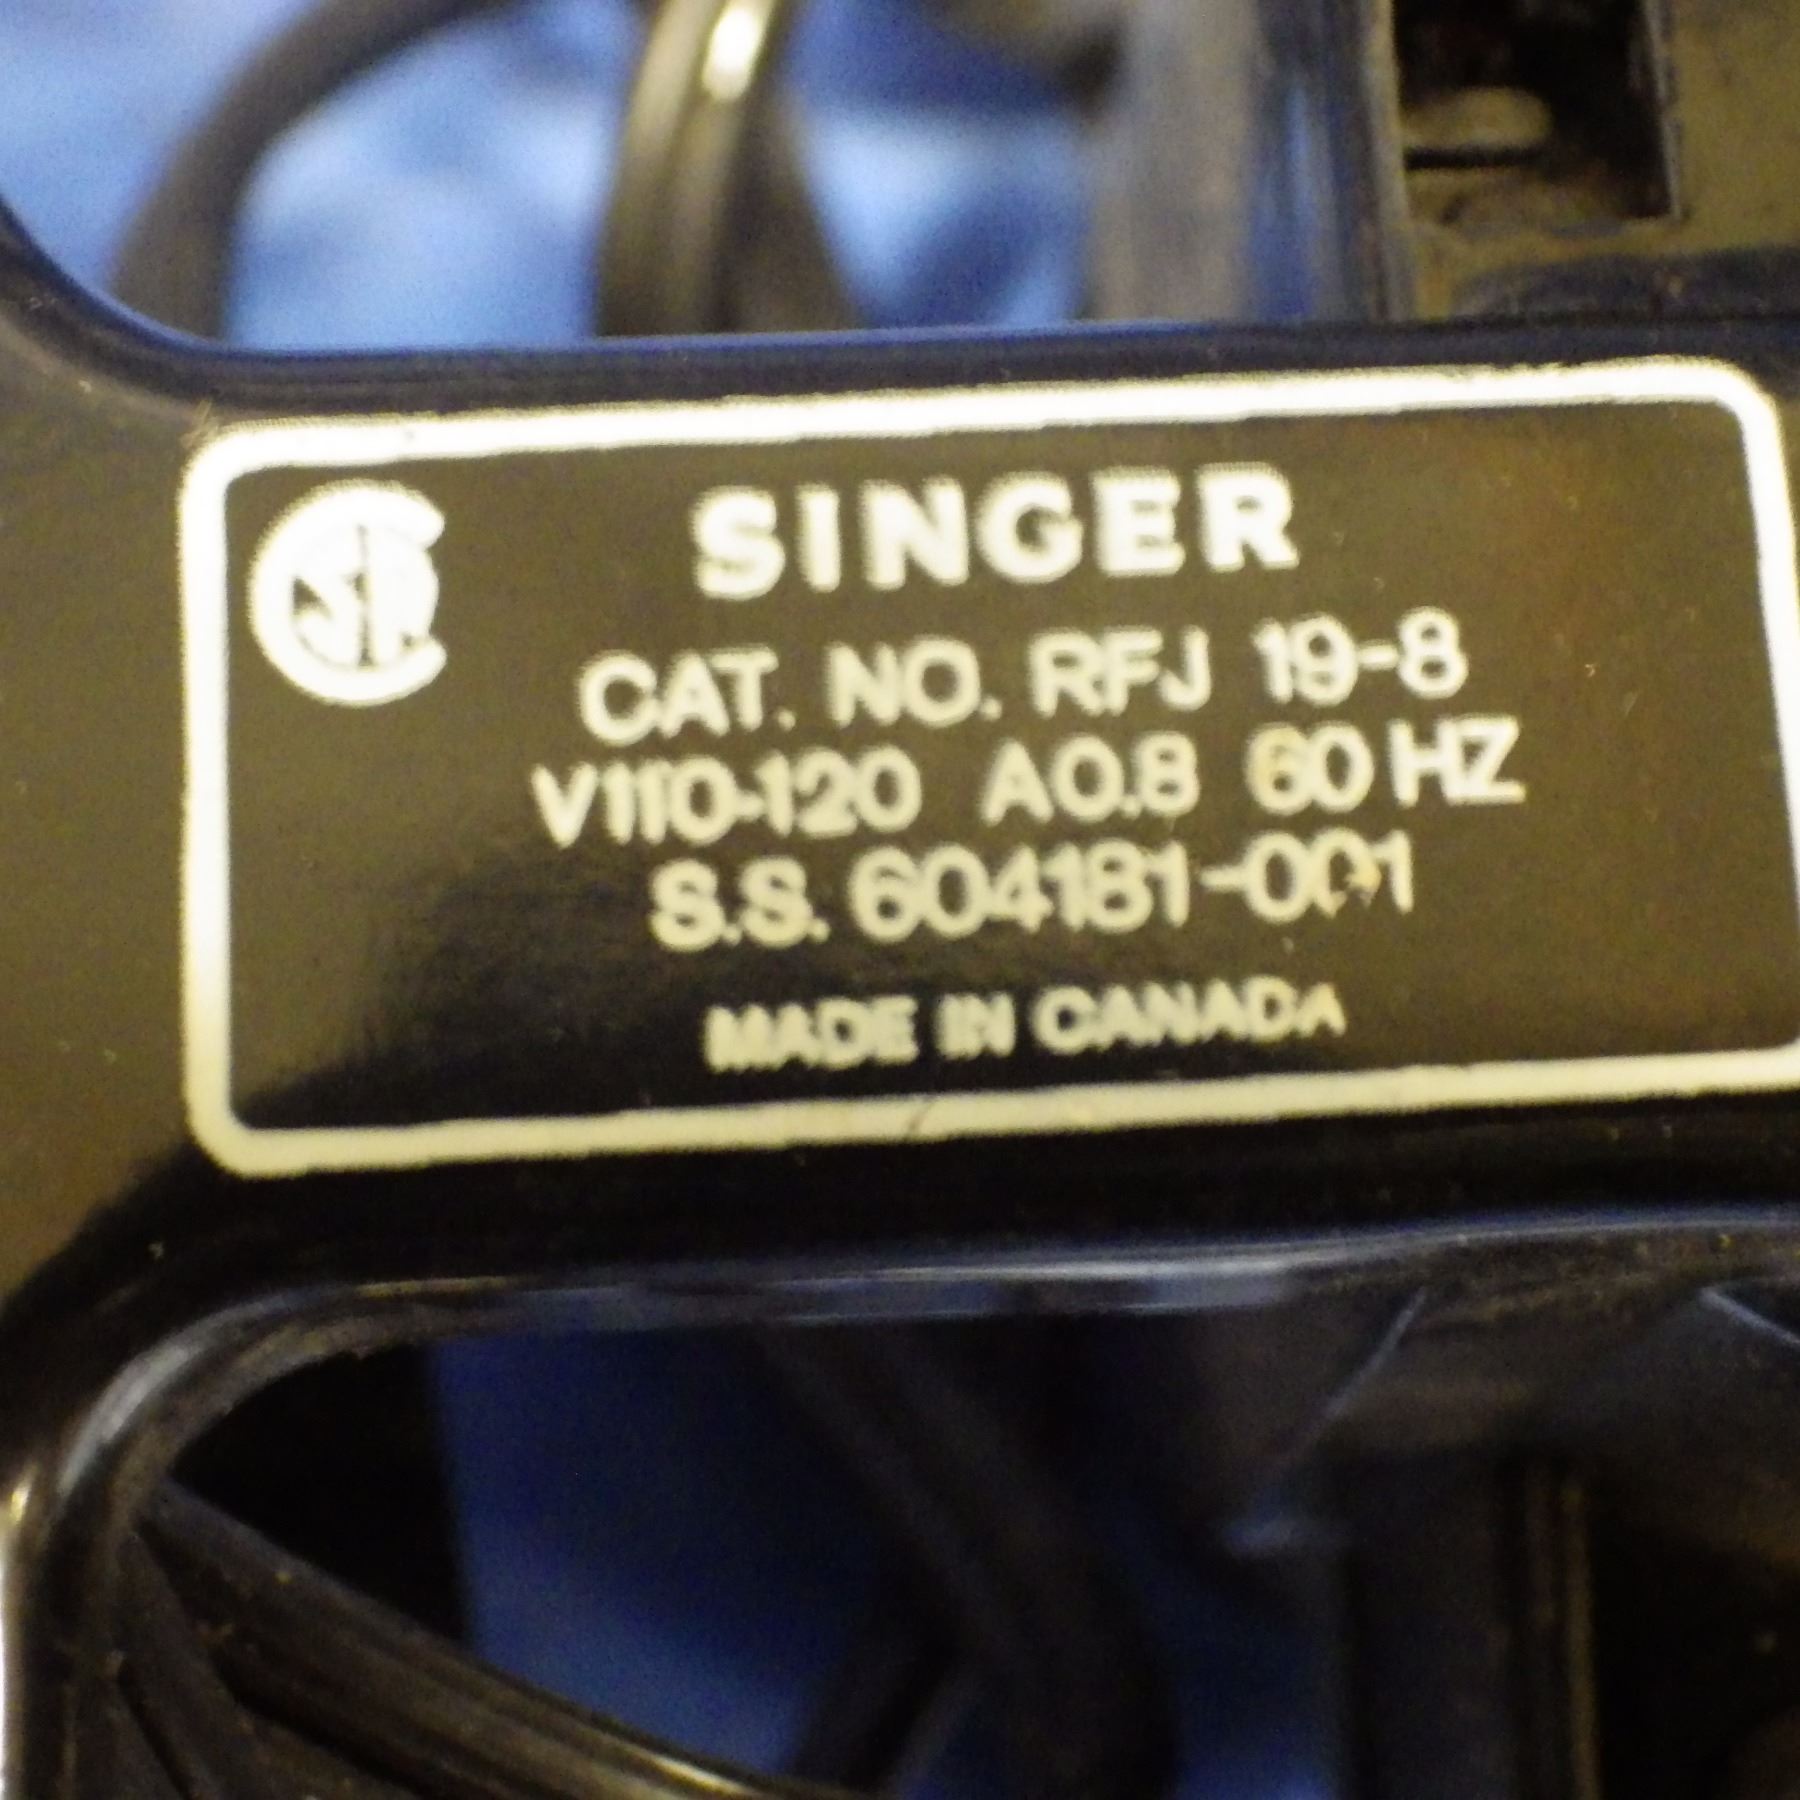 SINGER
CAT. NO. RFJ 19-8
V110-120 A0.8 60 HZ
S.S. 604181-001
MADE IN CANADA